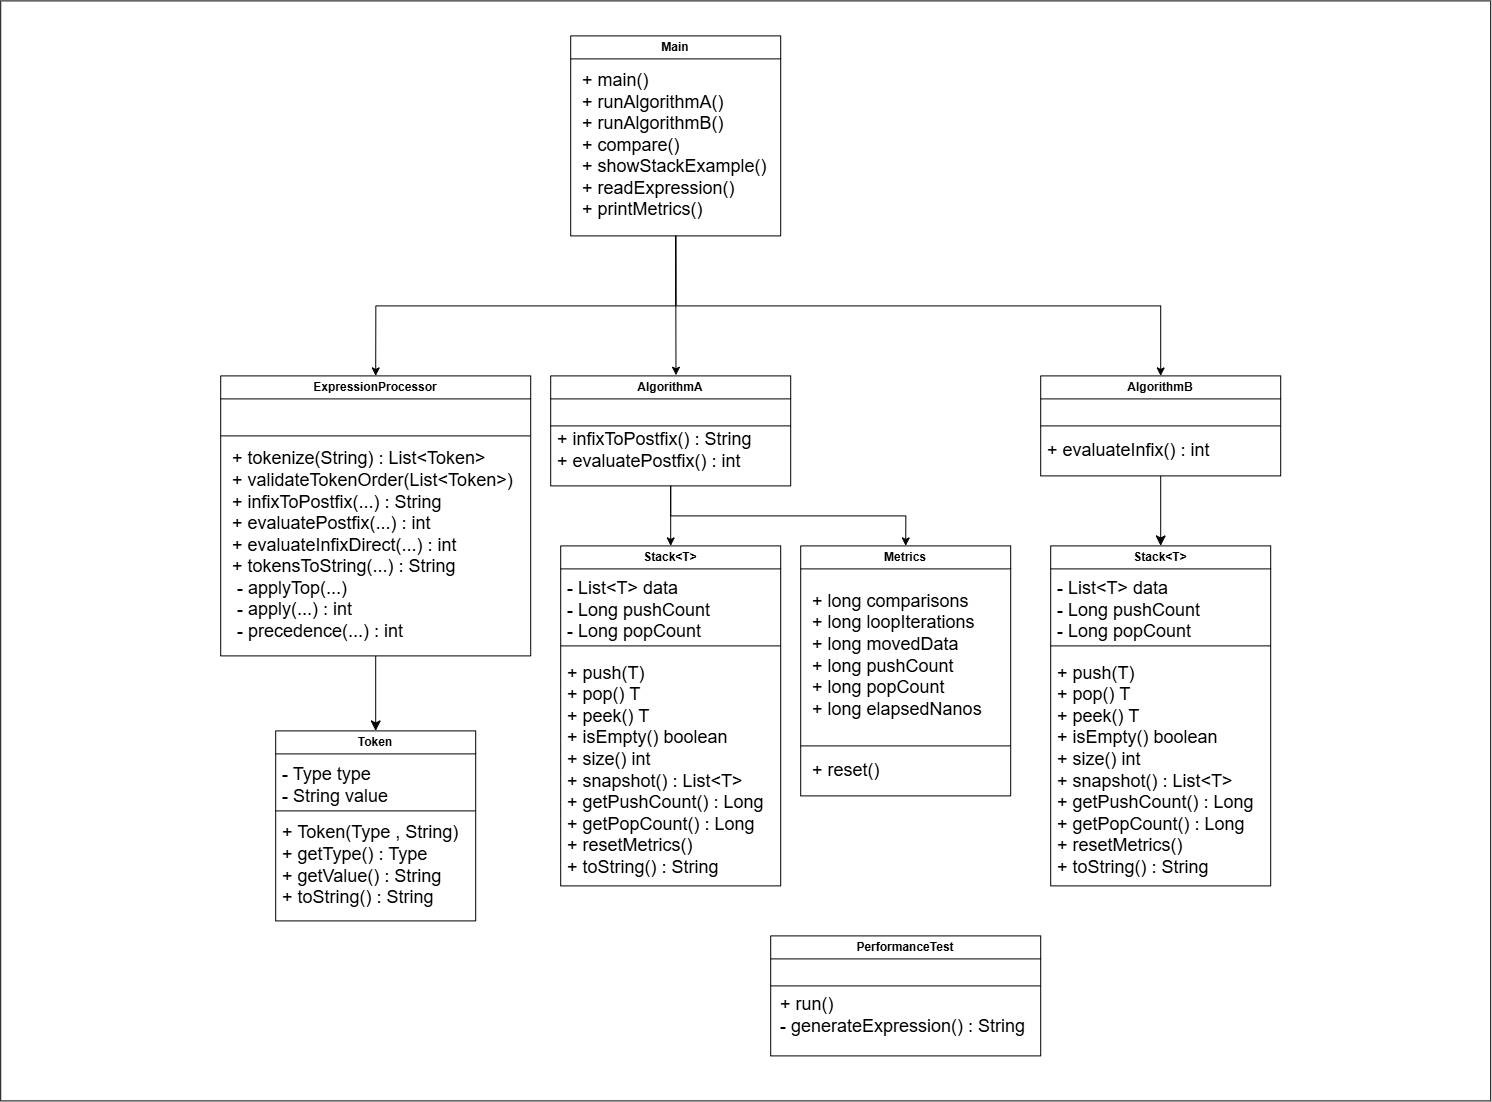 Main
+ main()
+ runAlgorithmA()
+ runAlgorithmB()
+ compare()
+ showStackExample()
+ readExpression()
+ printMetrics()
ExpressionProcessor
+ tokenize(String) : List<Token>
+ validateTokenOrder(List<Token>)
+ infixToPostfix(...) : String
+ evaluatePostfix(...) : int
+ evaluateInfixDirect(...) : int
+ tokensToString(...) : String
- applyTop(...)
- apply(...) : int
- precedence(...) : int
AlgorithmA
+ infixToPostfix() : String
+ evaluatePostfix() : int
AlgorithmB
+ evaluateInfix() : int
Stack<T>
- List<T> data
- Long pushCount
- Long popCount
+ push(T)
+ pop() T
+ peek() T
+ isEmpty() boolean
+ size() int
+ snapshot() : List<T>
+ getPushCount() : Long
+ getPopCount() : Long
+ resetMetrics()
+ toString() : String
Metrics
+ long comparisons
+ long loopIterations
+ long movedData
+ long pushCount
+ long popCount
+ long elapsedNanos
+ reset()
Stack<T>
- List<T> data
- Long pushCount
- Long popCount
+ push(T)
+ pop() T
+ peek() T
+ isEmpty() boolean
+ size() int
+ snapshot() : List<T>
+ getPushCount() : Long
+ getPopCount() : Long
+ resetMetrics()
+ toString() : String
Token
- Type type
- String value
+ Token(Type , String)
+ getType() : Type
+ getValue() : String
+ toString() : String
PerformanceTest
+ run()
- generateExpression() : String